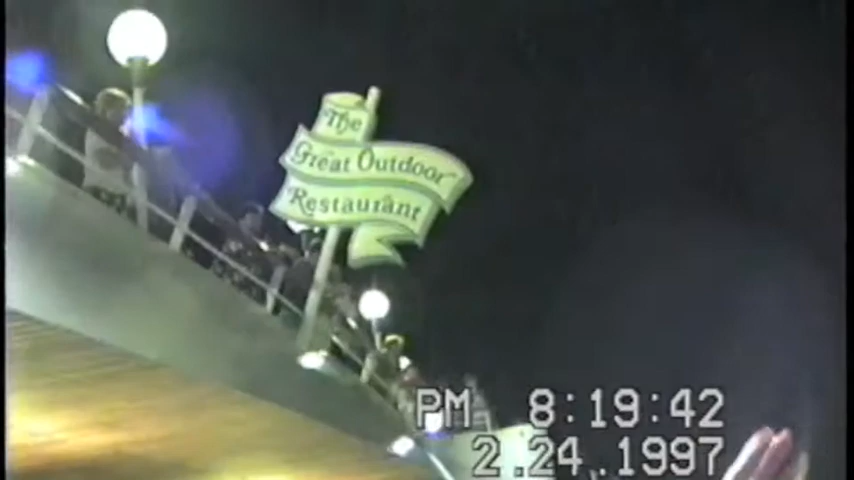 The
Great Outdoor
Restaurant
PM 8:19:42
2.24.1997